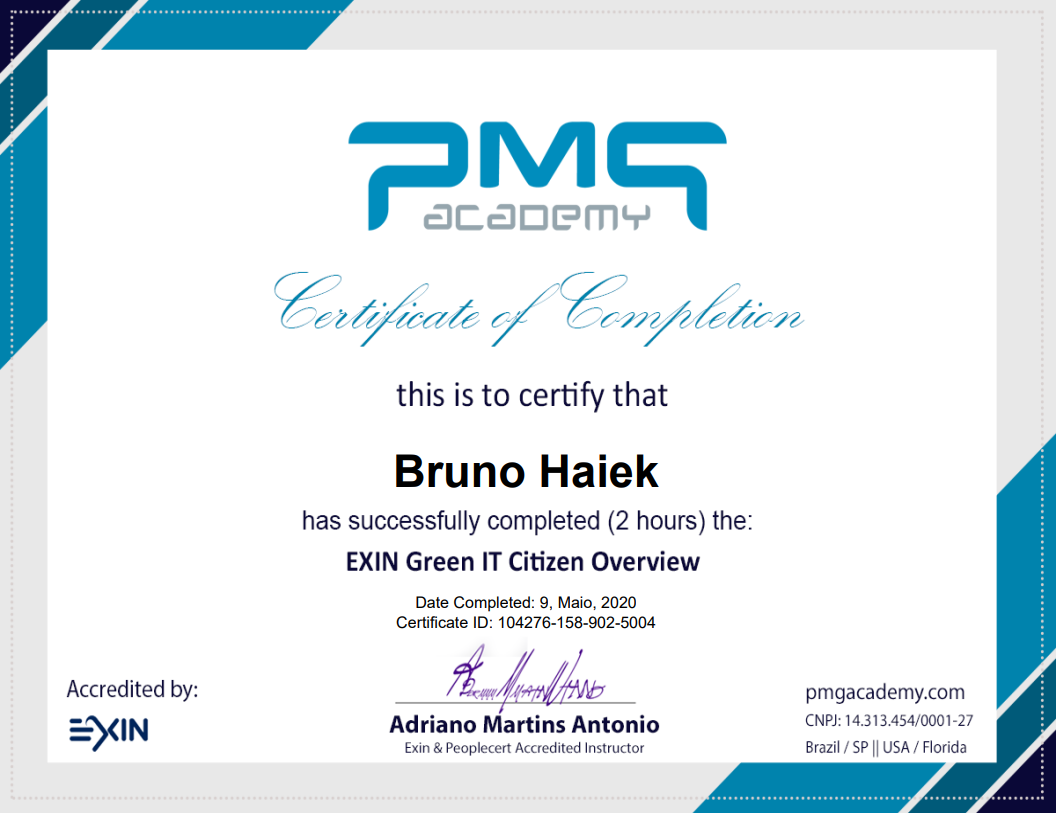 PMG
academy
Certificate of Completion
this is to certify that
Bruno Haiek
has successfully completed (2 hours) the:
EXIN Green IT Citizen Overview
Date Completed: 9, Maio, 2020
Certificate ID: 104276-158-902-5004
Accredited by:
EXIN
Adriano Martins Antonio
Exin & Peoplecert Accredited Instructor
pmgacademy.com
CNPJ: 14.313.454/0001-27
Brazil / SP || USA / Florida